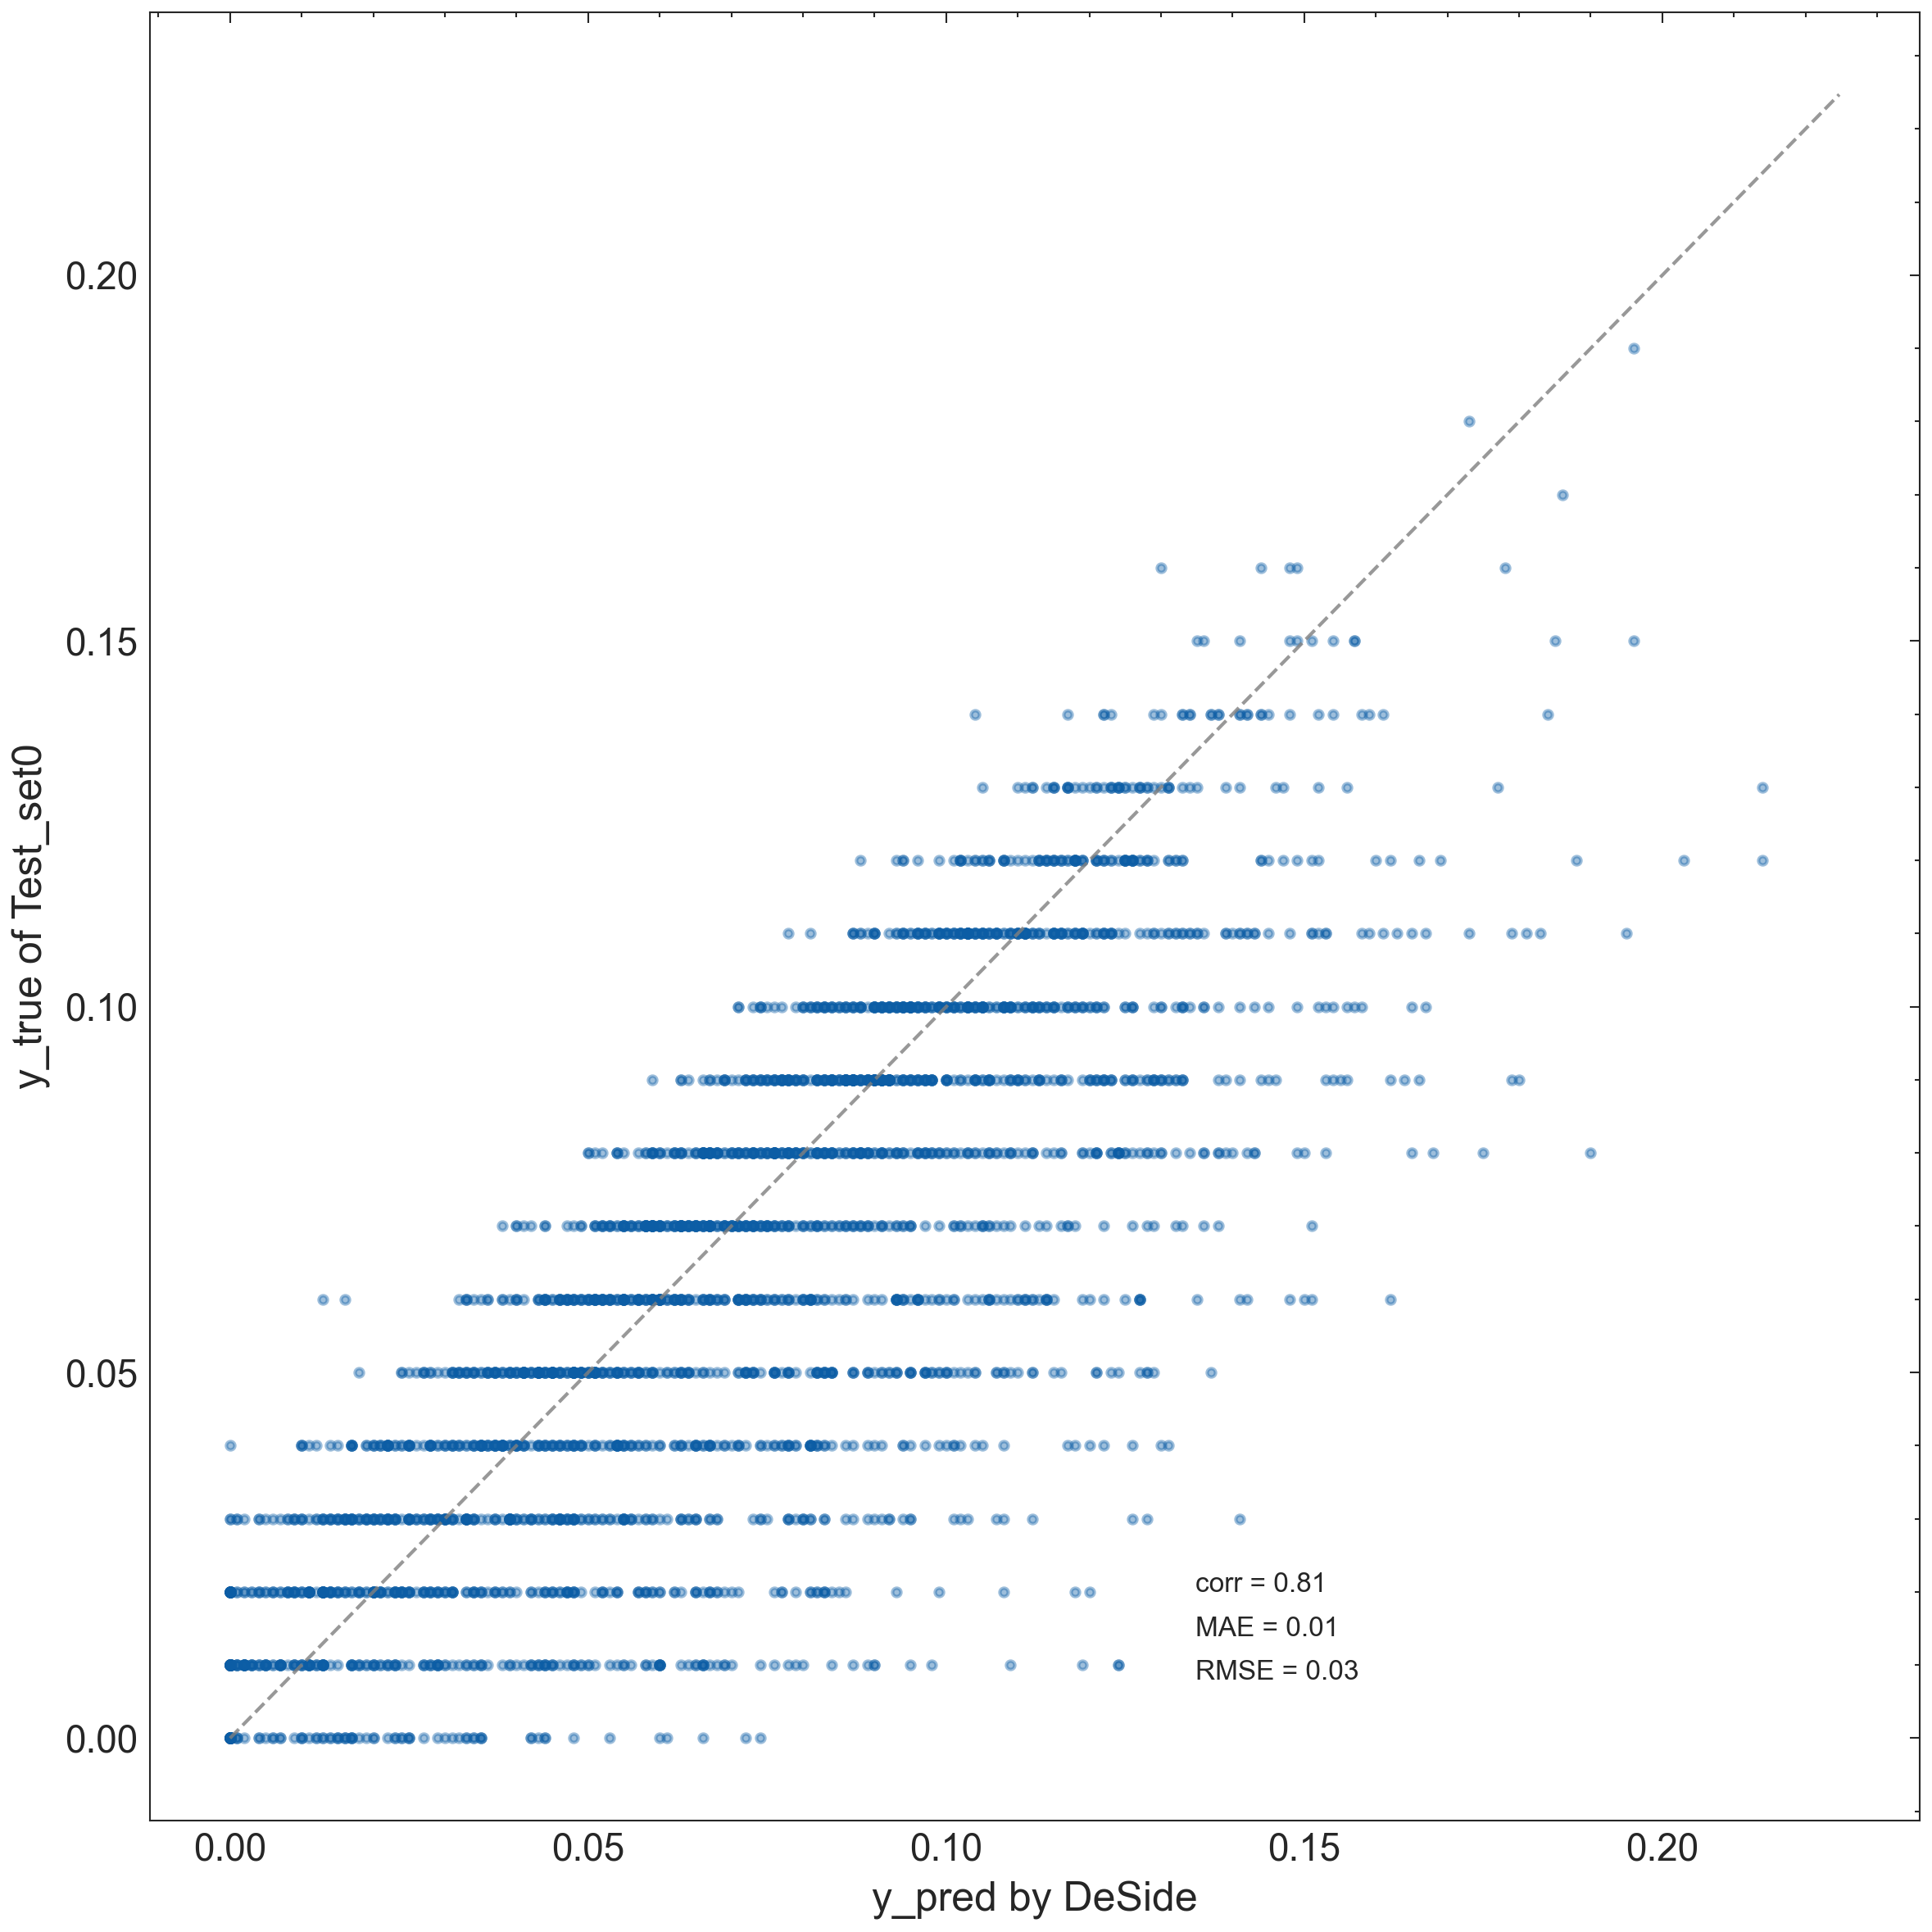 0.20
0.15
0.10
0.05
0.00
y_true of Test_set0
corr = 0.81
MAE = 0.01
RMSE = 0.03
0.00 0.05 0.10 0.15 0.20
y_pred by DeSide